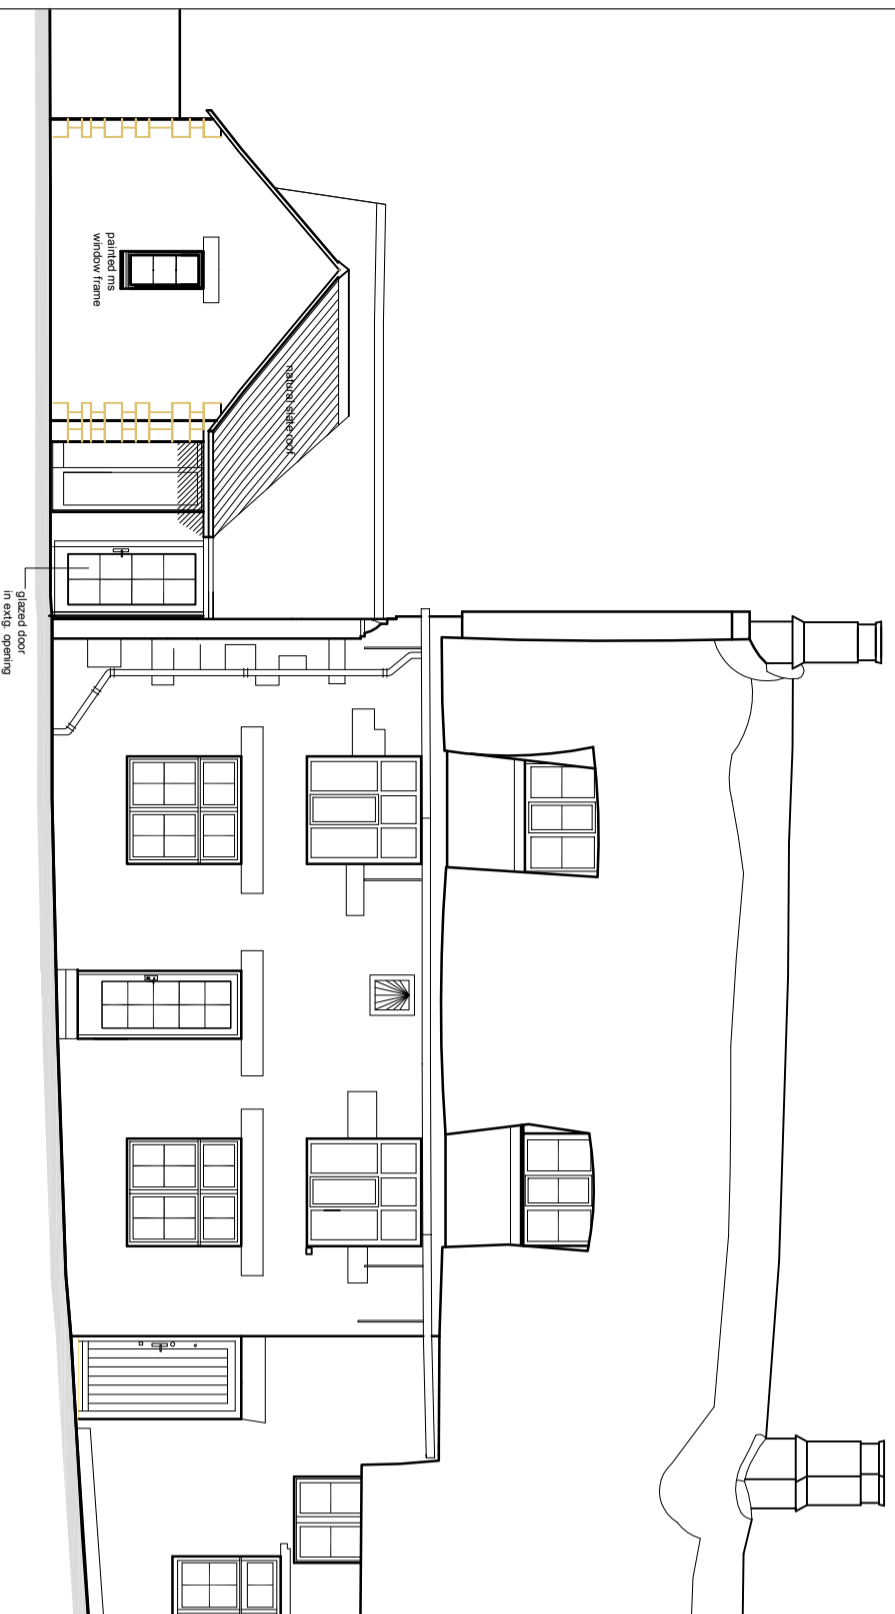 painted ms
window frame
natural slate roof
glazed door
in extg. opening